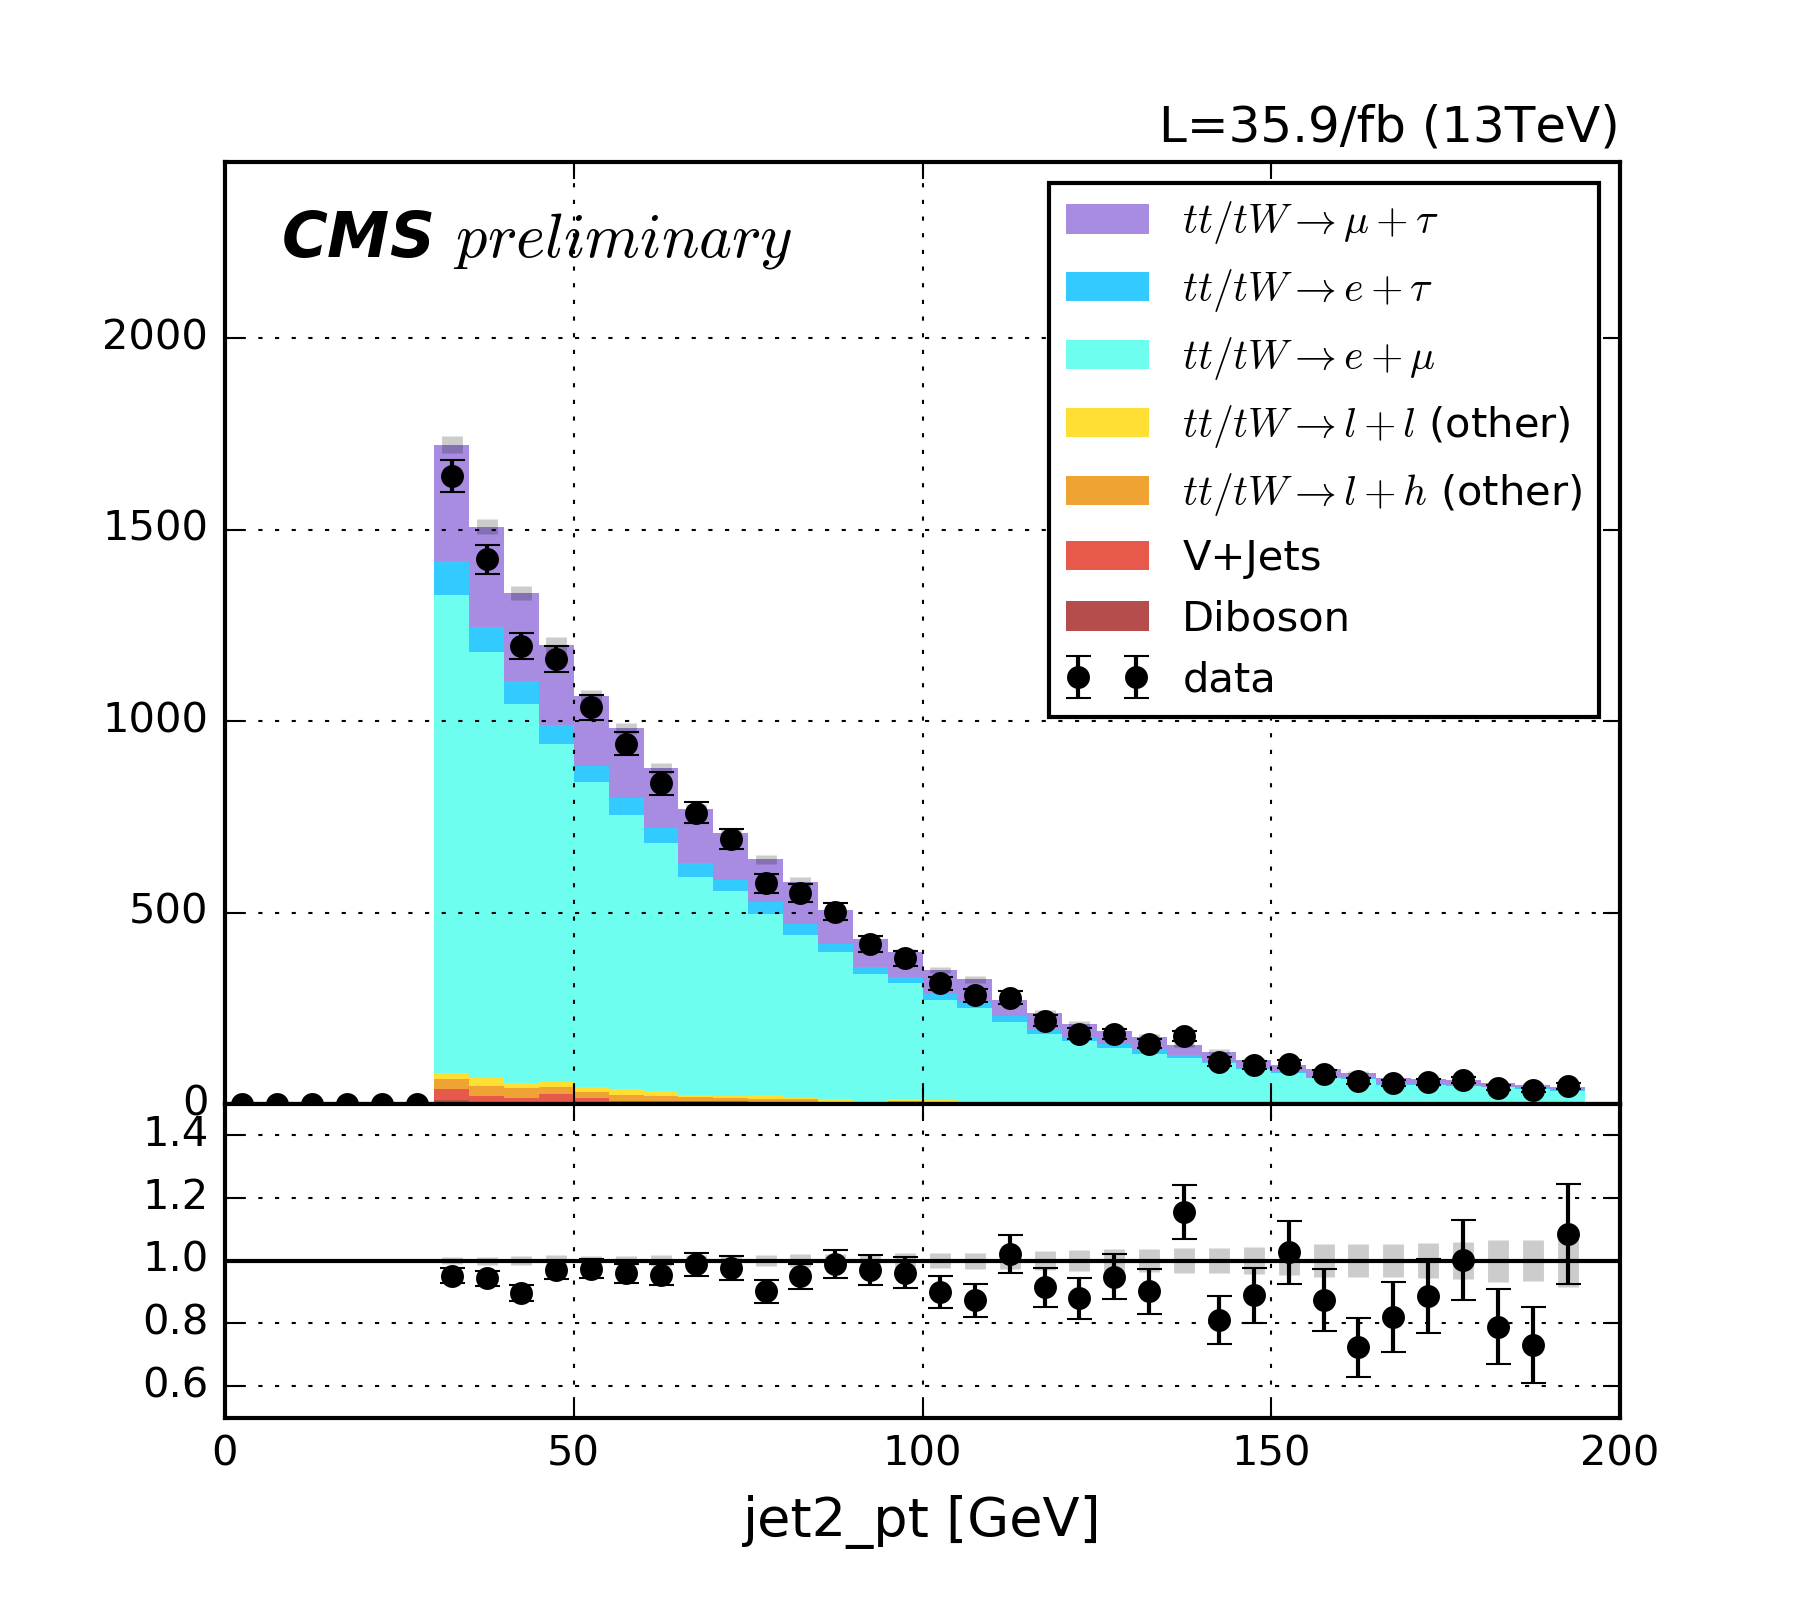 L=35.9/fb (13TeV)
CMS preliminary
tt/tW→μ+τ
tt/tW→e+τ
tt/tW→e+μ
tt/tW→l+l (other)
tt/tW→l+h (other)
V+Jets
Diboson
data
2000
1500
1000
500
0
1.4
1.2
1.0
0.8
0.6
0 50 100 150 200
jet2_pt [GeV]